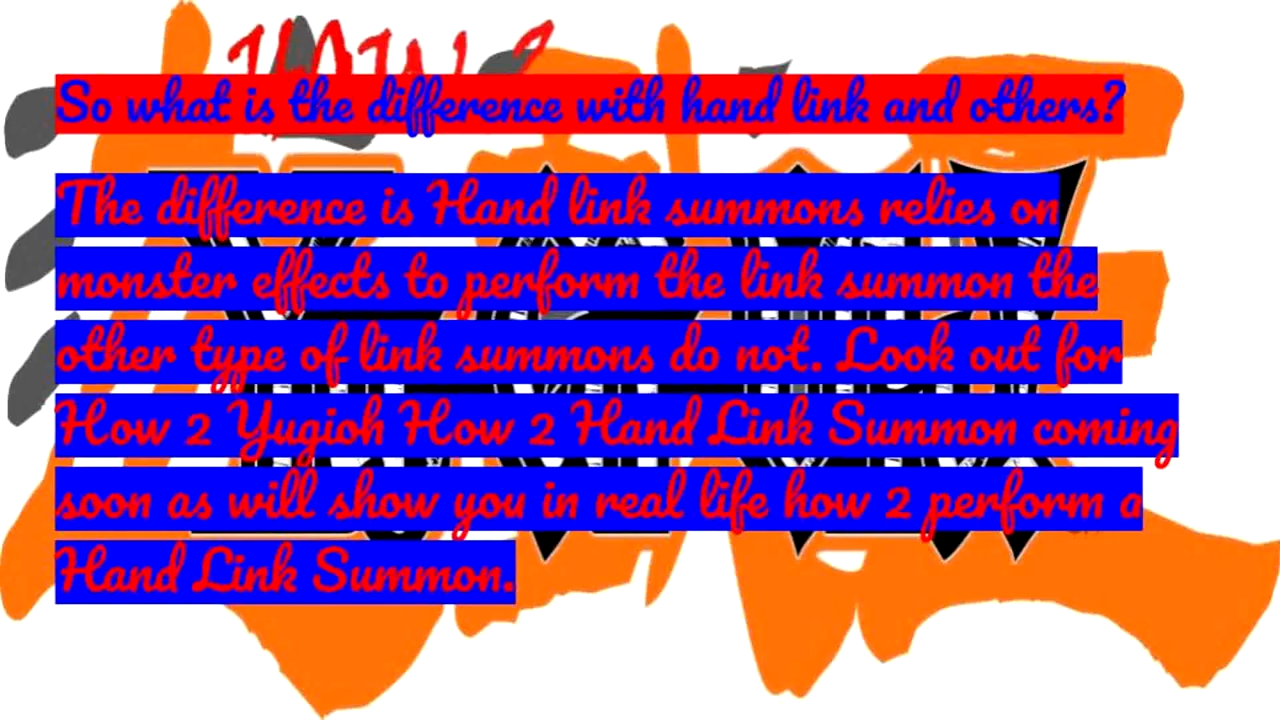 So what is the difference with hand link and others?
The difference is Hand link summons relies on
monster effects to perform the link summon the
other type of link summons do not. Look out for
How 2 Yugioh How 2 Hand Link Summon coming
soon as will show you in real life how 2 perform a
Hand Link Summon.